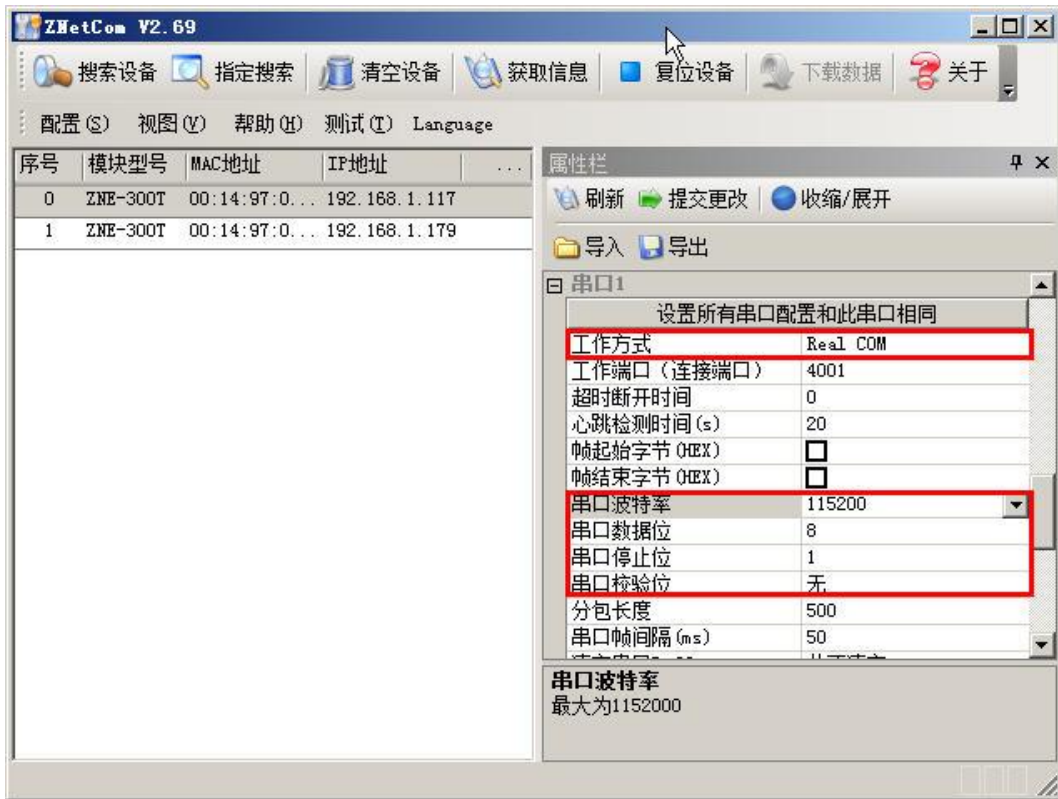 ZNetCom V2.69
搜索设备 指定搜索 清空设备 获取信息 复位设备 下载数据 关于
配置(S) 视图(V) 帮助(H) 测试(T) Language
序号 模块型号 MAC地址 IP地址 ...
0 ZNE-300T 00:14:97:0... 192.168.1.117
1 ZNE-300T 00:14:97:0... 192.168.1.179
属性栏
刷新 提交更改 收缩/展开
导入 导出
串口1
设置所有串口配置和此串口相同
工作方式 Real COM
工作端口（连接端口） 4001
超时断开时间 0
心跳检测时间(s) 20
帧起始字节(HEX)
帧结束字节(HEX)
串口波特率 115200
串口数据位 8
串口停止位 1
串口校验位 无
分包长度 500
串口帧间隔(ms) 50
串口波特率
最大为1152000